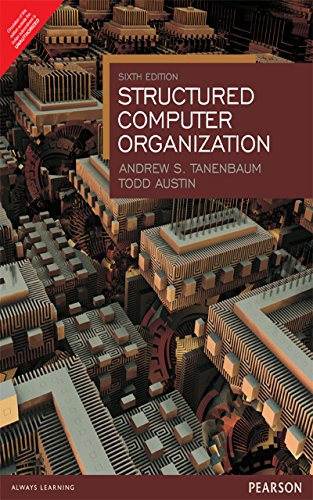 SIXTH EDITION
STRUCTURED
COMPUTER
ORGANIZATION
ANDREW S. TANENBAUM
TODD AUSTIN
ALWAYS LEARNING
PEARSON